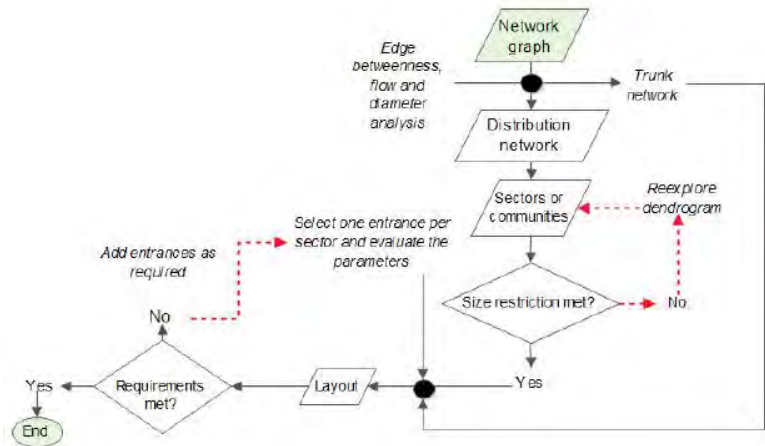 Network
graph
Edge
betweenness,
flow and
diameter
analysis
Trunk
network
Distribution
network
Sectors or
communities
Reexplore
dendrogram
Select one entrance per
sector and evaluate the
parameters
Add entrances as
required
Size restriction met?
No
No
Yes
Requirements
met?
Layout
Yes
End